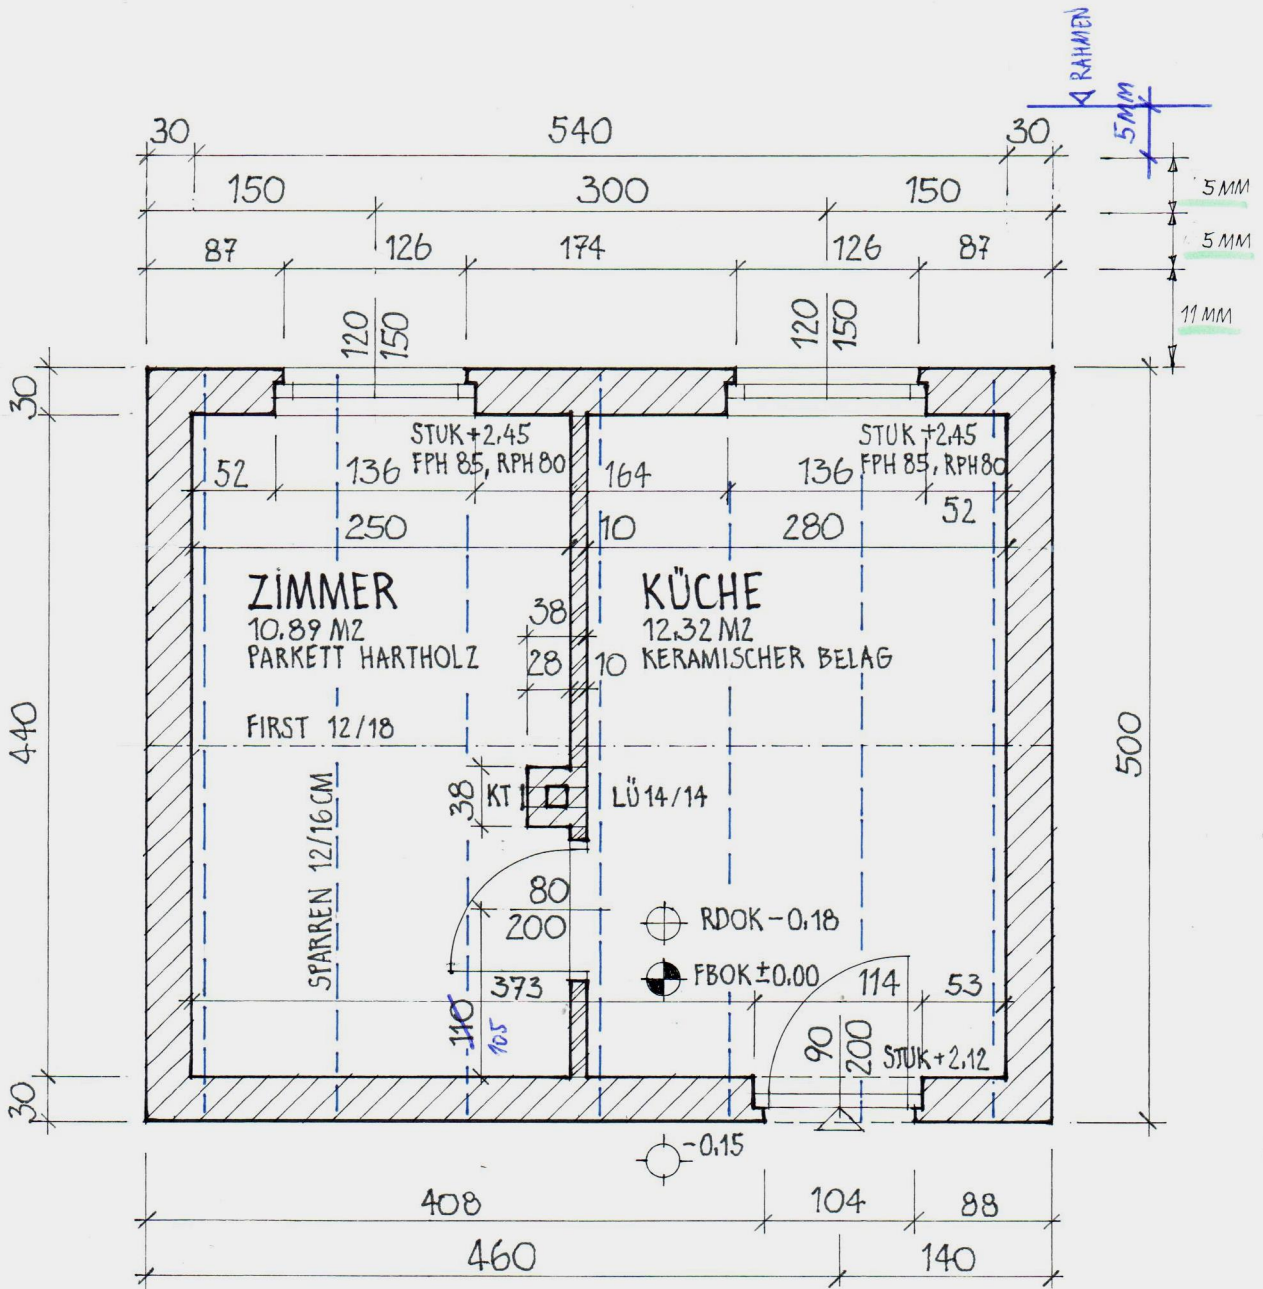 RAHMEN
5MM
30 540 30
150 300 150
5 MM
87 126 174 126 87
5 MM
120
150
120
150
11 MM
30
STUK +2.45
FPH 85, RPH 80
STUK +2.45
FPH 85, RPH 80
52 136 164 136 52
250 10 280
ZIMMER
10.89 M2
PARKETT HARTHOLZ
38
28 10
KÜCHE
12.32 M2
KERAMISCHER BELAG
FIRST 12/18
440
500
38 KT LÜ 14/14
SPARREN 12/16 CM
80
200
RDOK -0.18
FBOK ±0.00
373 114 53
110
105
90
200
STUK +2.12
30
-0.15
408 104 88
460 140